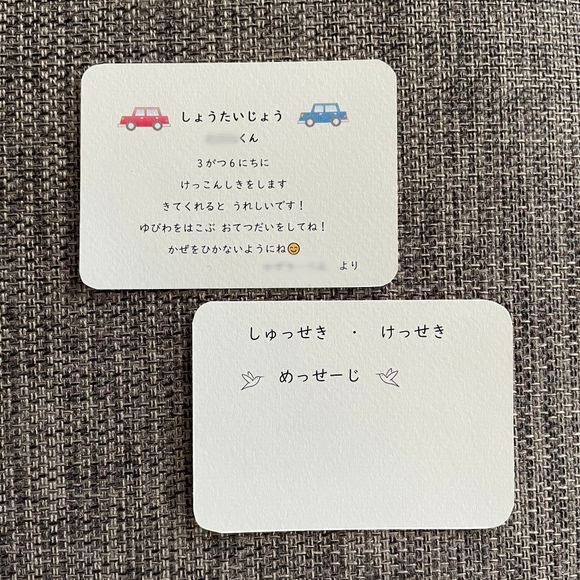 しょうたいじょう
くん
3がつ6にちに
けっこんしきをします
きてくれると うれしいです！
ゆびわをはこぶ おてつだいをしてね！
かぜをひかないようにね😊
より
しゅっせき ・ けっせき
めっせーじ